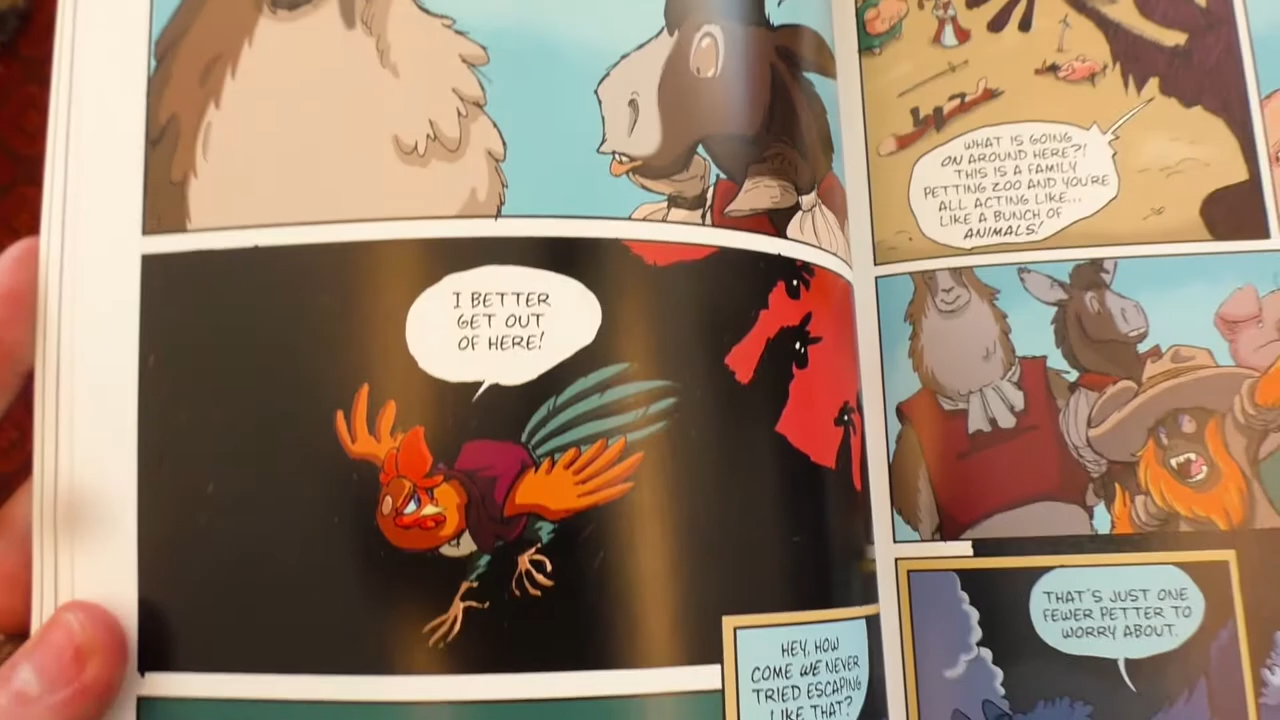 I BETTER
GET OUT
OF HERE!
HEY, HOW
COME WE NEVER
TRIED ESCAPING
LIKE THAT?
WHAT IS GOING
ON AROUND HERE?!
THIS IS A FAMILY
PETTING ZOO AND YOU'RE
ALL ACTING LIKE...
LIKE A BUNCH OF
ANIMALS!
THAT'S JUST ONE
FEWER PETTER TO
WORRY ABOUT.